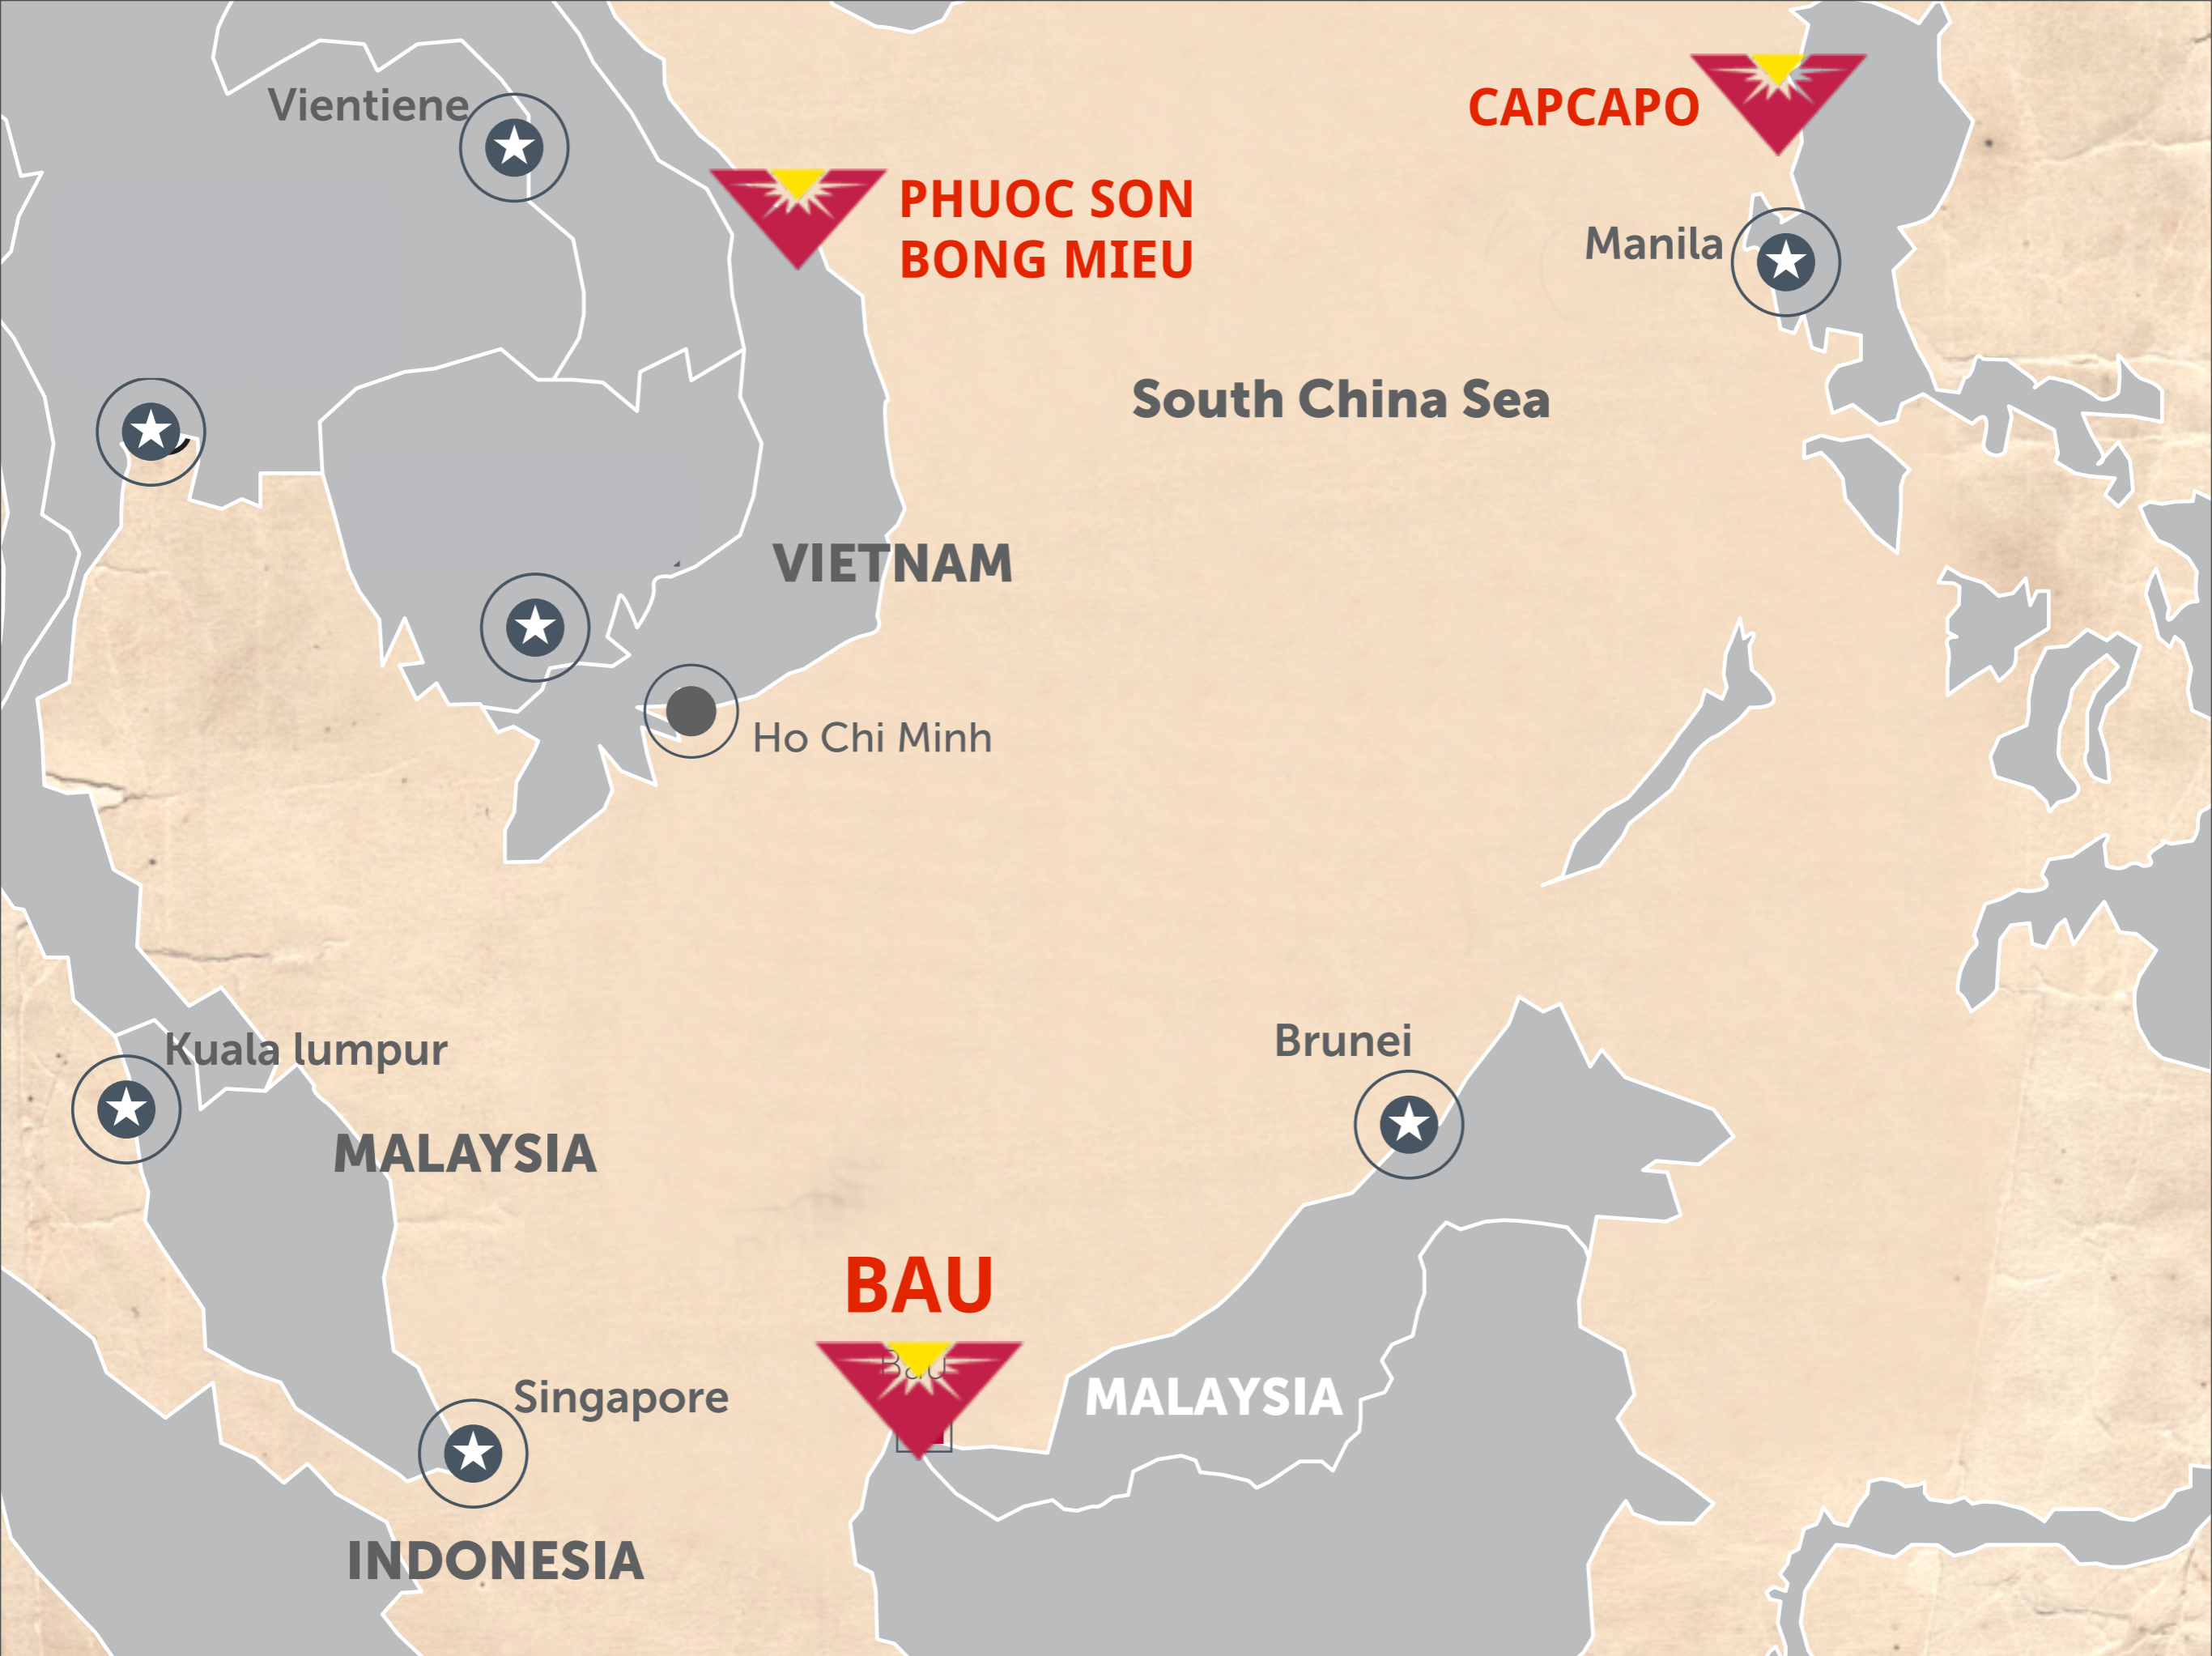 Vientiene
CAPCAPO
PHUOC SON
BONG MIEU
Manila
South China Sea
VIETNAM
Ho Chi Minh
Kuala lumpur
Brunei
MALAYSIA
BAU
Bau
MALAYSIA
Singapore
INDONESIA